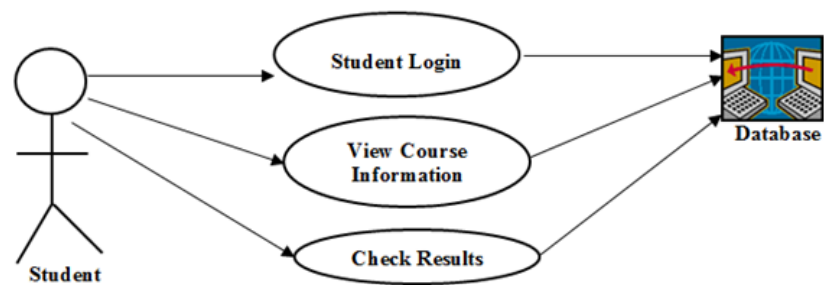 Student Login
View Course
Information
Check Results
Student
Database